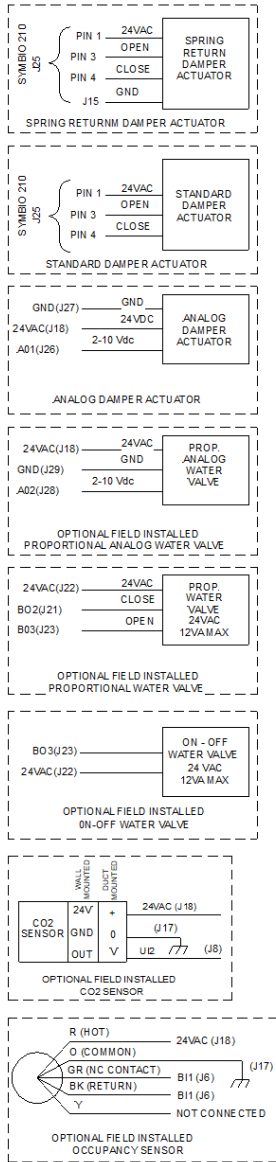 SYMBIO 210
J25
PIN 1 24VAC
PIN 3 OPEN
PIN 4 CLOSE
J15 GND
SPRING
RETURN
DAMPER
ACTUATOR
SPRING RETURNM DAMPER ACTUATOR
SYMBIO 210
J25
PIN 1 24VAC
PIN 3 OPEN
PIN 4 CLOSE
STANDARD
DAMPER
ACTUATOR
STANDARD DAMPER ACTUATOR
GND(J27) GND
24VAC(J18) 24VDC
.A01(J26) 2-10 Vdc
ANALOG
DAMPER
ACTUATOR
.ANALOG DAMPER ACTUATOR
24VAC(J18) 24VAC
GND(J29) GND
.A02(J28) 2-10 Vdc
PROP.
ANALOG
WATER
VALVE
OPTIONAL FIELD INSTALLED
PROPORTIONAL ANALOG WATER VALVE
24VAC(J22) 24VAC
BO2(J21) CLOSE
B03(J23) OPEN
PROP.
WATER
VALVE
24VAC
12VAMAX
OPTIONAL FIELD INSTALLED
PROPORTIONAL WATER VALVE
BO3(J23)
24VAC(J22)
ON - OFF
WATER VALVE
24 VAC
12VAMAX
OPTIONAL FIELD INSTALLED
0N-OFF WATER VALVE
WALL
MOUNTED
DUCT
MOUNTED
CO2
SENSOR
24V + 24VAC (J18)
GND 0 (J17)
OUT 'V' UI2 (J8)
OPTIONAL FIELD INSTALLED
CO2 SENSOR
R (HOT) 24VAC (J18)
O (COMMON) (J17)
GR (NC CONTACT) BI1 (J6)
BK (RETURN) BI1 (J6)
'Y' NOT CONNECTED
OPTIONAL FIELD INSTALLED
OCCUPANCY SENSOR